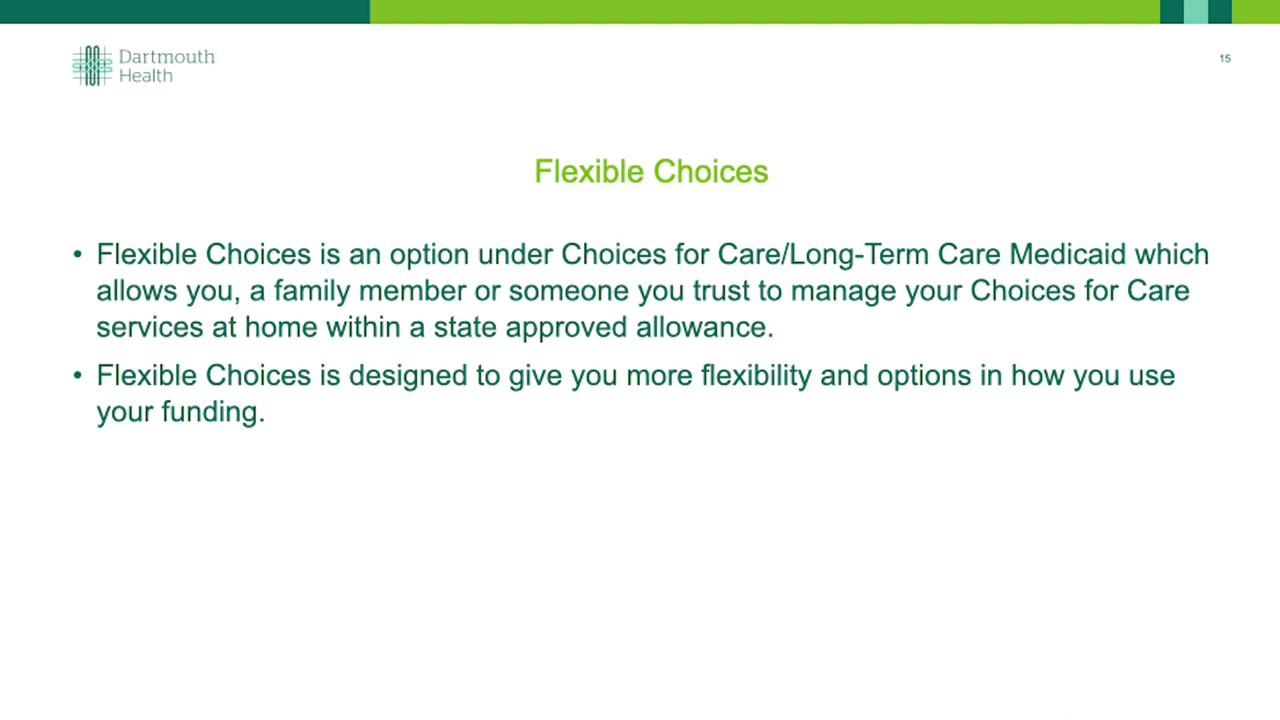 Dartmouth
Health
15
Flexible Choices
• Flexible Choices is an option under Choices for Care/Long-Term Care Medicaid which
allows you, a family member or someone you trust to manage your Choices for Care
services at home within a state approved allowance.
• Flexible Choices is designed to give you more flexibility and options in how you use
your funding.